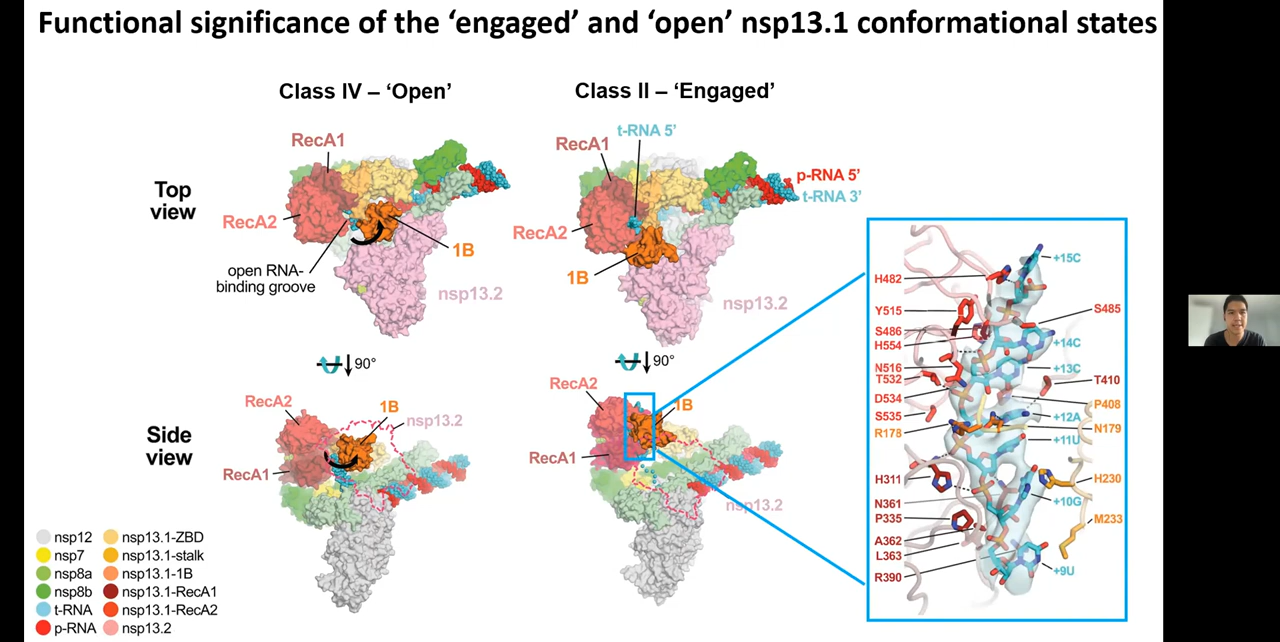 Functional significance of the ‘engaged’ and ‘open’ nsp13.1 conformational states
Class IV – ‘Open’
Class II – ‘Engaged’
Top
view
RecA1
RecA2
open RNA-
binding groove
1B
nsp13.2
t-RNA 5’
RecA1
RecA2
1B
nsp13.2
p-RNA 5’
t-RNA 3’
90°
90°
Side
view
RecA2
RecA1
1B
nsp13.2
RecA2
RecA1
1B
nsp13.2
H482
Y515
S486
H554
N516
T532
D534
S535
R178
H311
N361
P335
A362
L363
R390
+15C
S485
+14C
+13C
T410
P408
+12A
N179
+11U
H230
+10G
M233
+9U
nsp12
nsp7
nsp8a
nsp8b
t-RNA
p-RNA
nsp13.1-ZBD
nsp13.1-stalk
nsp13.1-1B
nsp13.1-RecA1
nsp13.1-RecA2
nsp13.2